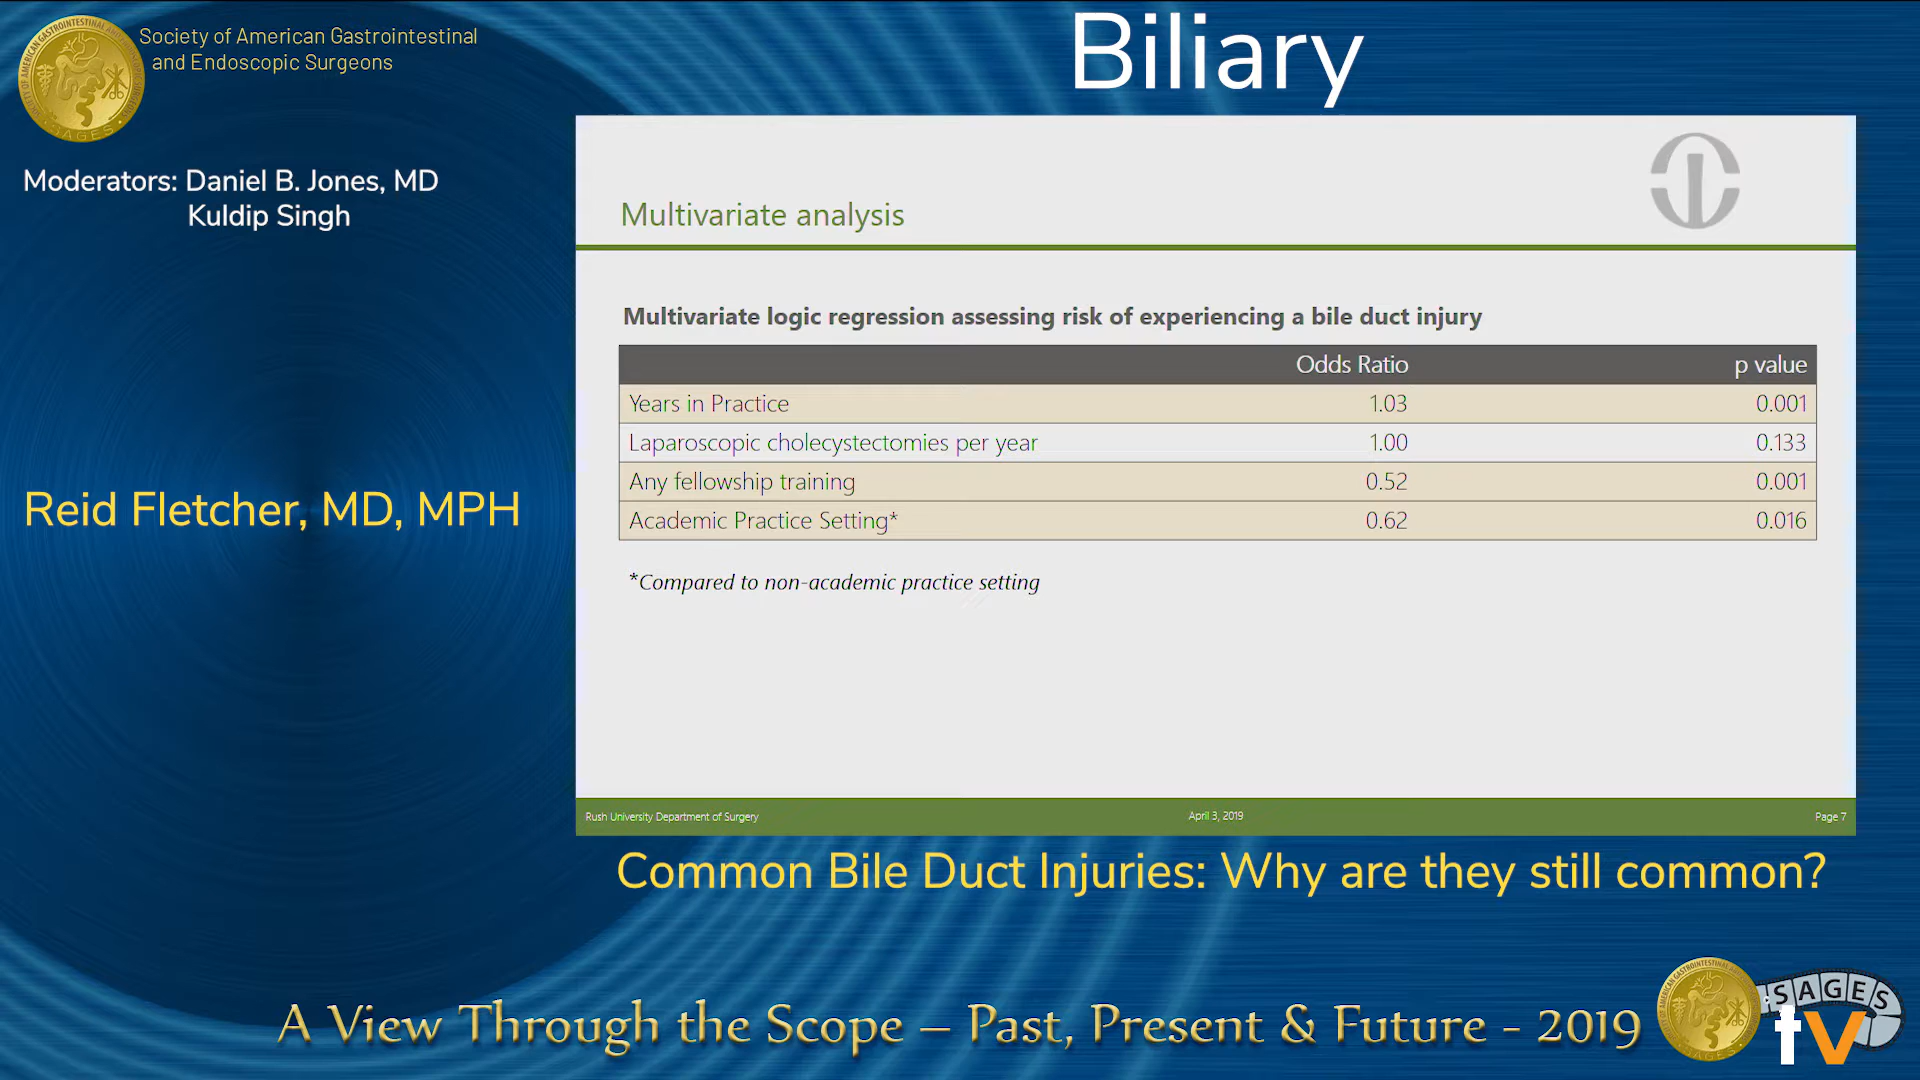 Society of American Gastrointestinal
and Endoscopic Surgeons
Biliary
Moderators: Daniel B. Jones, MD
Kuldip Singh
Reid Fletcher, MD, MPH
Multivariate analysis
Multivariate logic regression assessing risk of experiencing a bile duct injury
Odds Ratio p value
Years in Practice 1.03 0.001
Laparoscopic cholecystectomies per year 1.00 0.133
Any fellowship training 0.52 0.001
Academic Practice Setting* 0.62 0.016
*Compared to non-academic practice setting
Rush University Department of Surgery April 3, 2019 Page 7
Common Bile Duct Injuries: Why are they still common?
A View Through the Scope – Past, Present & Future - 2019
SAGES
tv